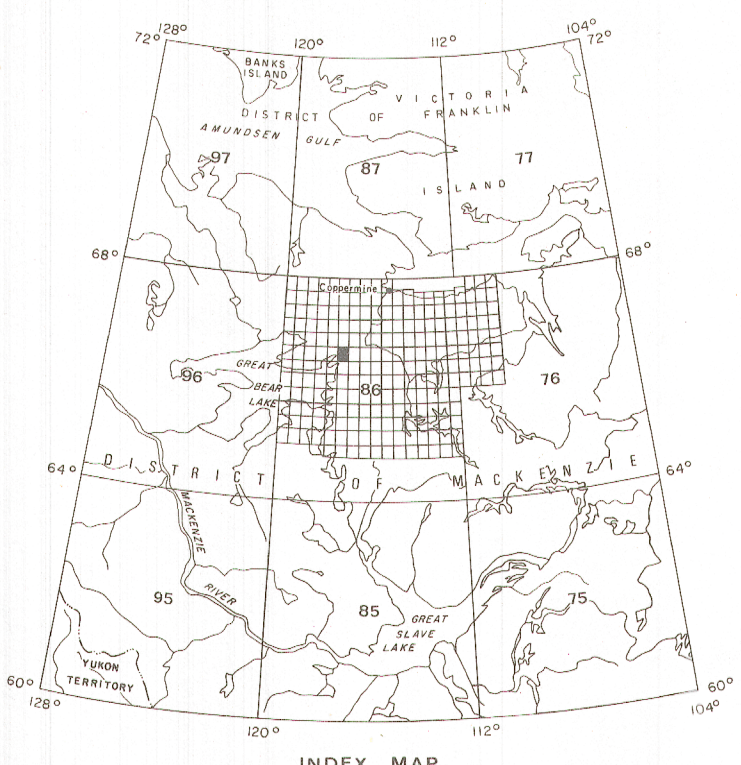 128°
72°
120°
112°
104°
72°
BANKS
ISLAND
VICTORIA
DISTRICT OF FRANKLIN
AMUNDSEN GULF
97
87
77
ISLAND
68°
68°
Coppermine
GREAT
BEAR
LAKE
96
86
76
DISTRICT OF MACKENZIE
64°
64°
MACKENZIE
RIVER
95
85
75
GREAT
SLAVE
LAKE
YUKON
TERRITORY
60°
128°
60°
104°
120°
112°
INDEX MAP